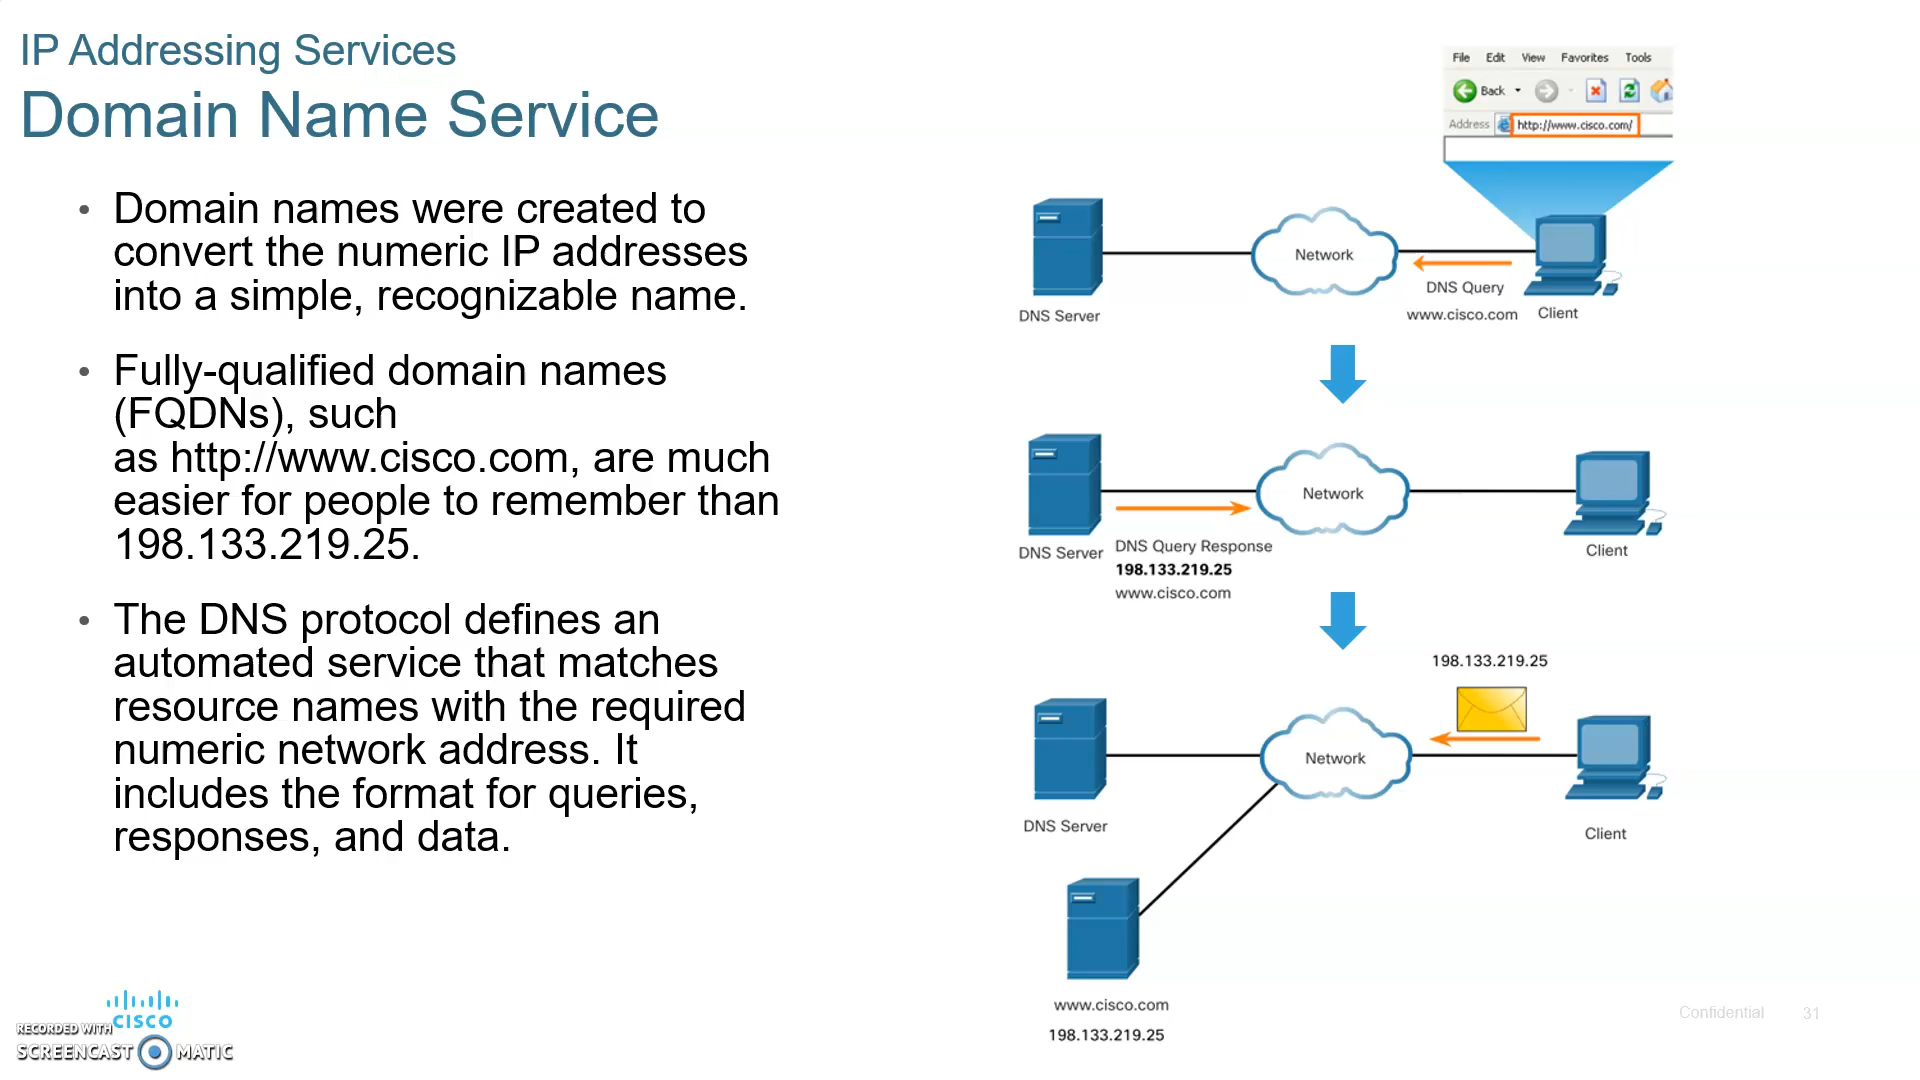 IP Addressing Services
Domain Name Service
• Domain names were created to
convert the numeric IP addresses
into a simple, recognizable name.
• Fully-qualified domain names
(FQDNs), such
as http://www.cisco.com, are much
easier for people to remember than
198.133.219.25.
• The DNS protocol defines an
automated service that matches
resource names with the required
numeric network address. It
includes the format for queries,
responses, and data.
File Edit View Favorites Tools
Back
Address http://www.cisco.com/
Network
DNS Query
www.cisco.com
Client
DNS Server
Network
DNS Server
DNS Query Response
198.133.219.25
www.cisco.com
Client
198.133.219.25
Network
DNS Server
Client
www.cisco.com
198.133.219.25
CISCO
RECORDED WITH
SCREENCAST MATIC
Confidential
31